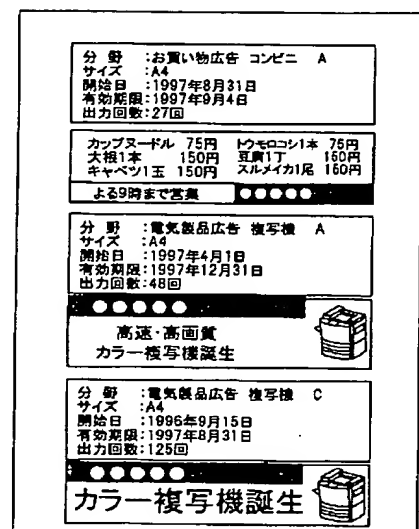 分　野　:お買い物広告　コンビニ　A
サイズ　:A4
開始日　:1997年8月31日
有効期限:1997年9月4日
出力回数:27回
カップヌードル　75円　トウモロコシ1本　75円
大根1本　150円　豆腐1丁　160円
キャベツ1玉　150円　スルメイカ1尾　160円
よる9時まで営業　●●●●●
分　野　:電気製品広告　複写機　A
サイズ　:A4
開始日　:1997年4月1日
有効期限:1997年12月31日
出力回数:48回
●●●●●
高速・高画質
カラー複写機誕生
分　野　:電気製品広告　複写機　C
サイズ　:A4
開始日　:1996年9月15日
有効期限:1997年8月31日
出力回数:125回
●●●●●
カラー複写機誕生